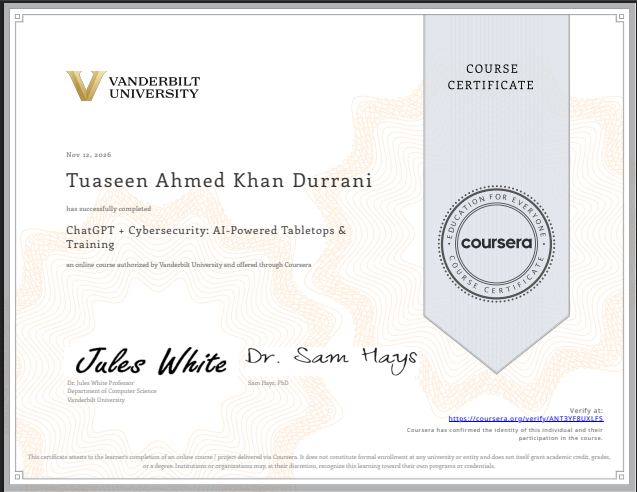 VANDERBILT
UNIVERSITY
COURSE
CERTIFICATE
Nov 12, 2026
Tuaseen Ahmed Khan Durrani
has successfully completed
ChatGPT + Cybersecurity: AI-Powered Tabletops &
Training
an online course authorized by Vanderbilt University and offered through Coursera
EDUCATION FOR EVERYONE
coursera
COURSE CERTIFICATE
Jules White
Dr. Sam Hays
Dr. Jules White Professor
Department of Computer Science
Vanderbilt University
Sam Hays, PhD
Verify at:
https://coursera.org/verify/ANT3YF8UXLFS
Coursera has confirmed the identity of this individual and their
participation in the course.
This certificate attests to the learner's completion of an online course / project delivered via Coursera. It does not constitute formal enrollment at any university or entity and does not itself grant academic credit, grades,
or a degree. Institutions or organizations may, at their discretion, recognize this learning toward their own programs or credentials.